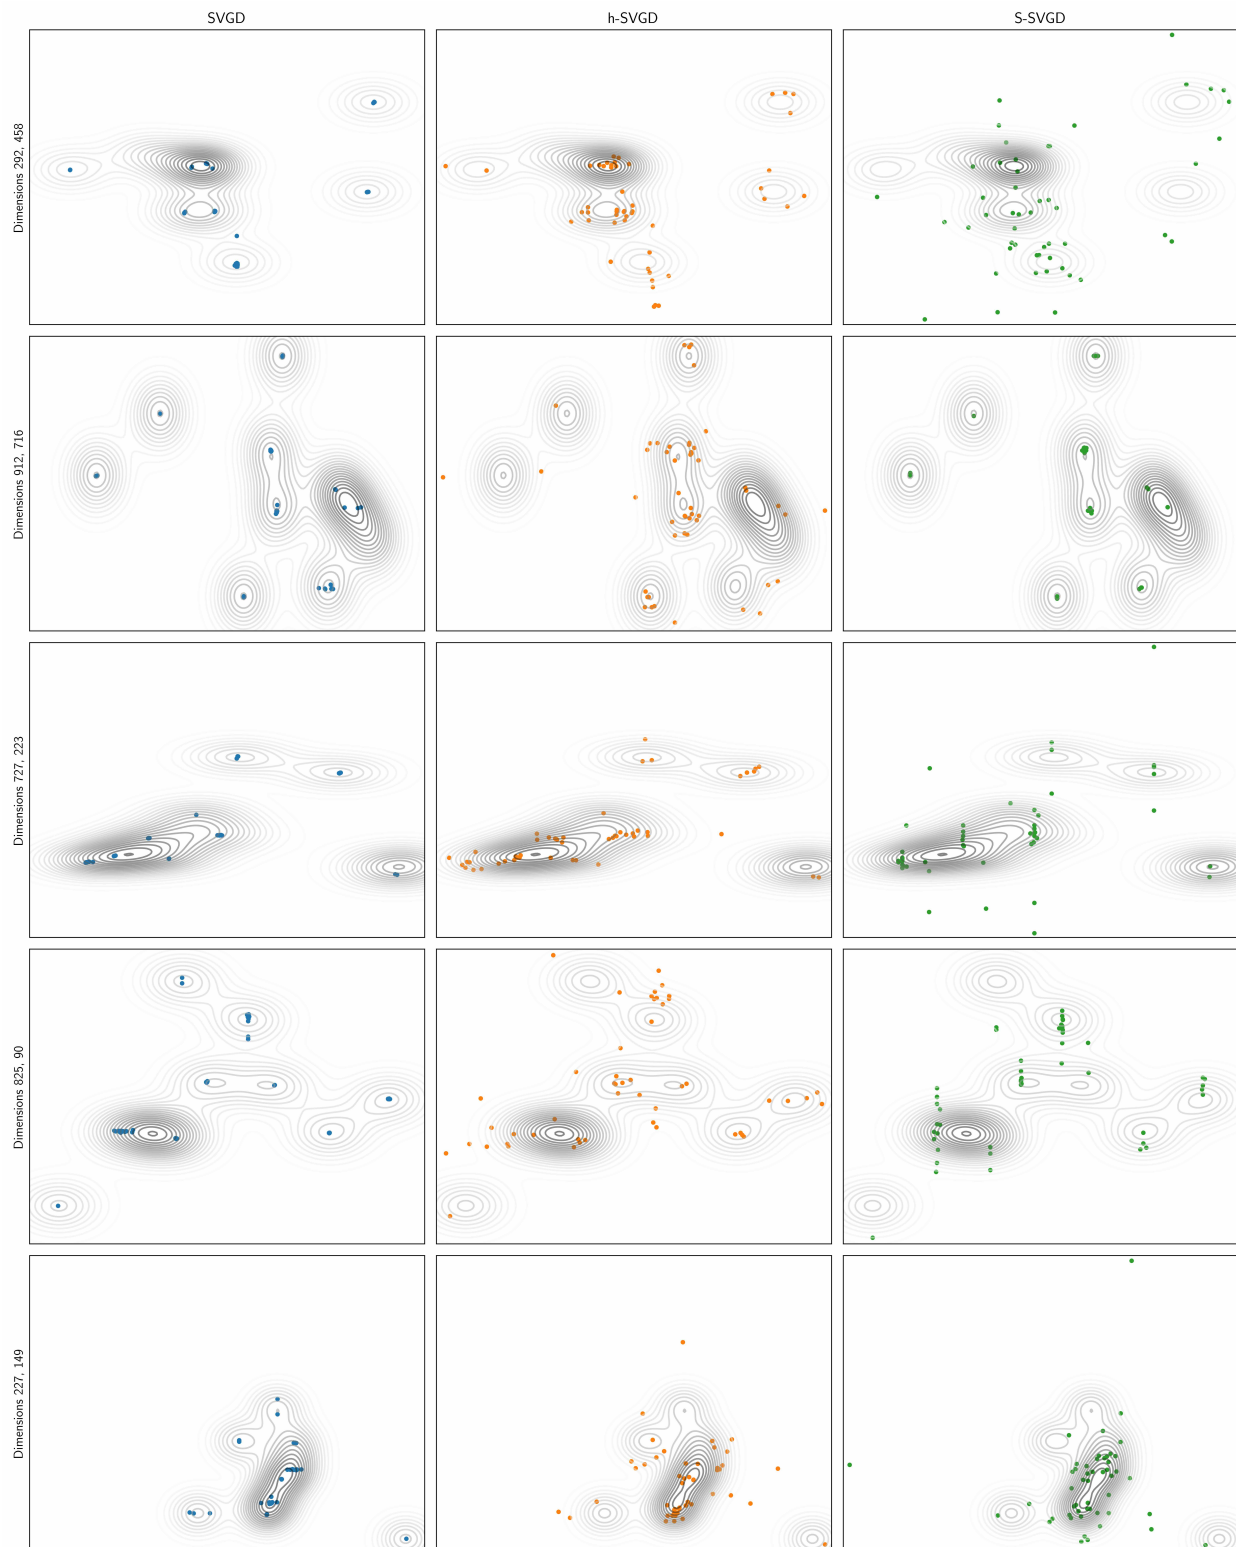 SVGD
h-SVGD
S-SVGD
Dimensions 292, 458
Dimensions 912, 716
Dimensions 727, 223
Dimensions 825, 90
Dimensions 227, 149